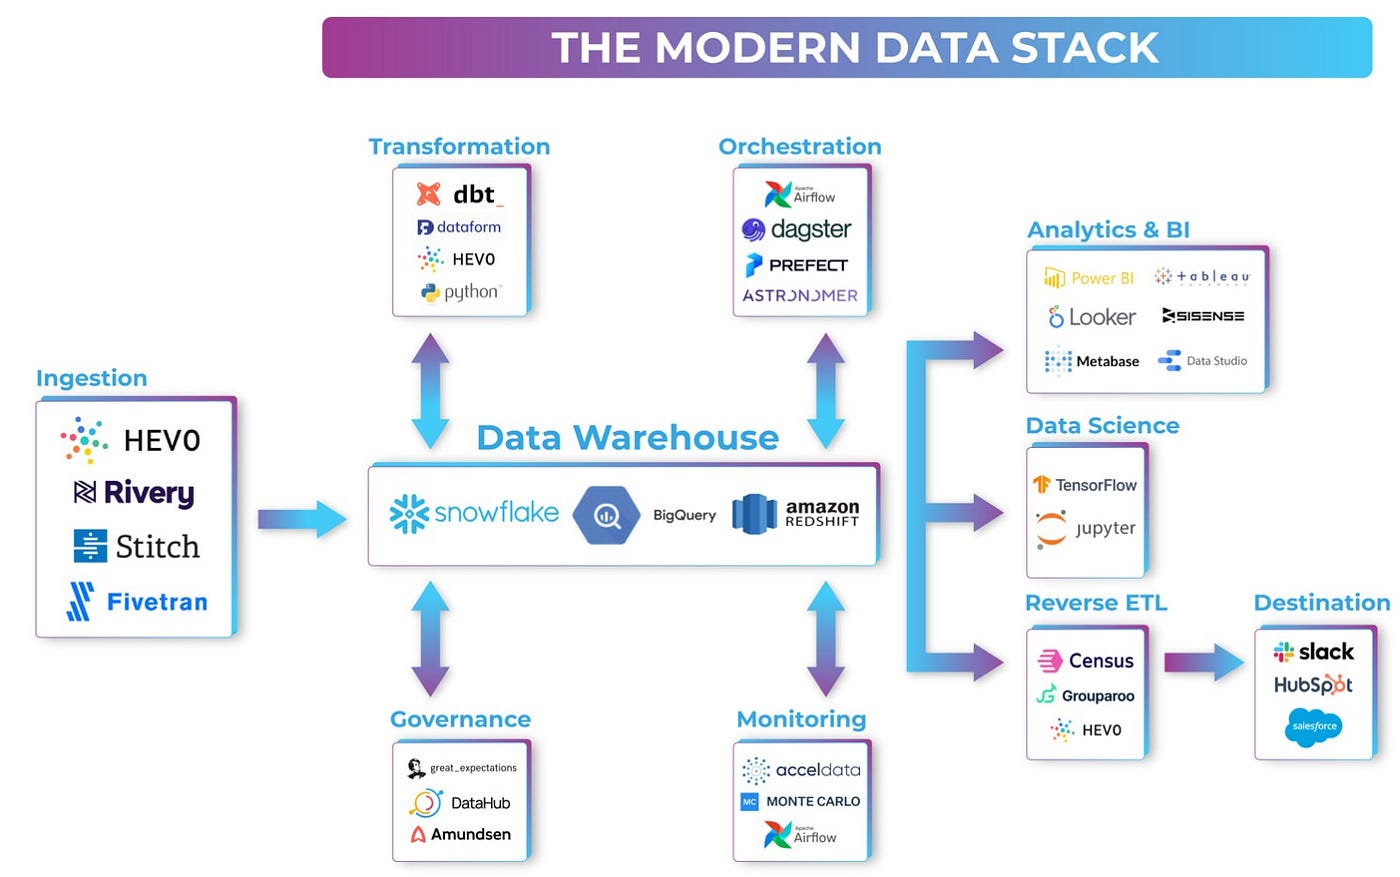 THE MODERN DATA STACK
Transformation
dbt_
dataform
HEVO
python™
Orchestration
Apache
Airflow
dagster
PREFECT
ASTRONOMER
Analytics & BI
Power BI
+ableau
Looker
SISENSE
Metabase
Data Studio
Ingestion
HEVO
Rivery
Stitch
Fivetran
Data Warehouse
snowflake
BigQuery
amazon
REDSHIFT
Data Science
TensorFlow
jupyter
Reverse ETL
Census
Grouparoo
HEVO
Destination
slack
HubSpot
salesforce
Governance
great_expectations
DataHub
Amundsen
Monitoring
acceldata
MC MONTE CARLO
Apache
Airflow